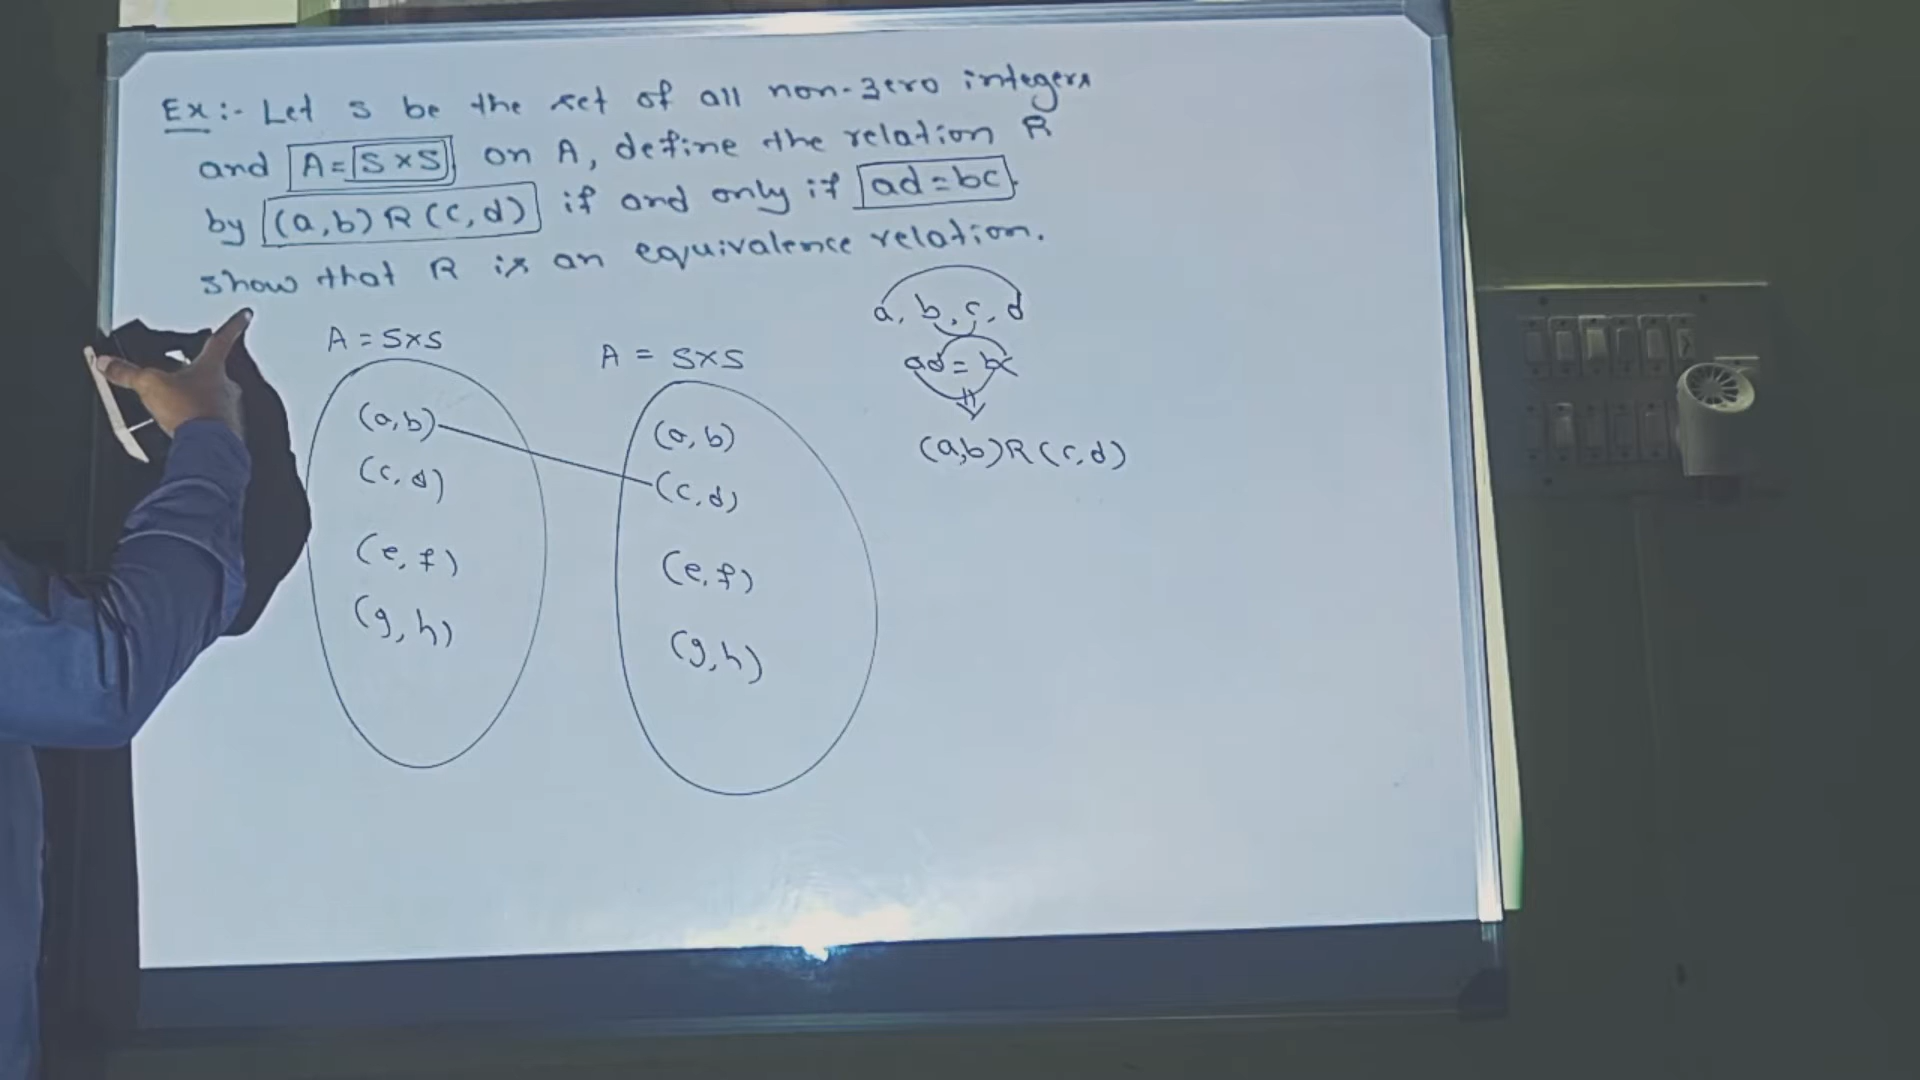 Ex:- Let S be the set of all non-zero integers
and A = S × S on A, define the relation R
by (a,b) R (c,d) if and only if ad = bc.
show that R is an equivalence relation.
a, b, c, d
A = S×S
A = S×S
ad = bc
⇓
(a,b) R (c,d)
(a,b)
(c,d)
(e,f)
(g,h)
(a,b)
(c,d)
(e,f)
(g,h)